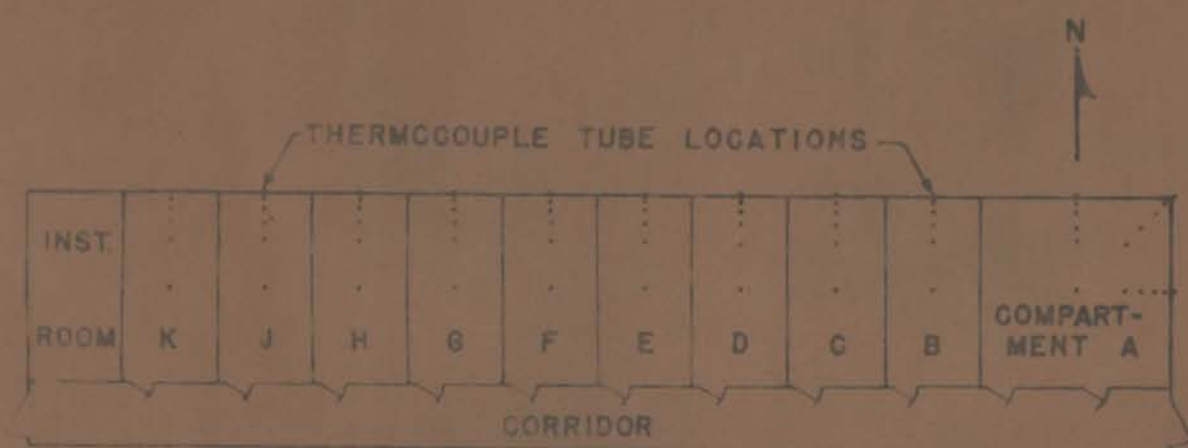 N
THERMOCOUPLE TUBE LOCATIONS
INST.
ROOM K J H G F E D C B COMPART-
MENT A
CORRIDOR